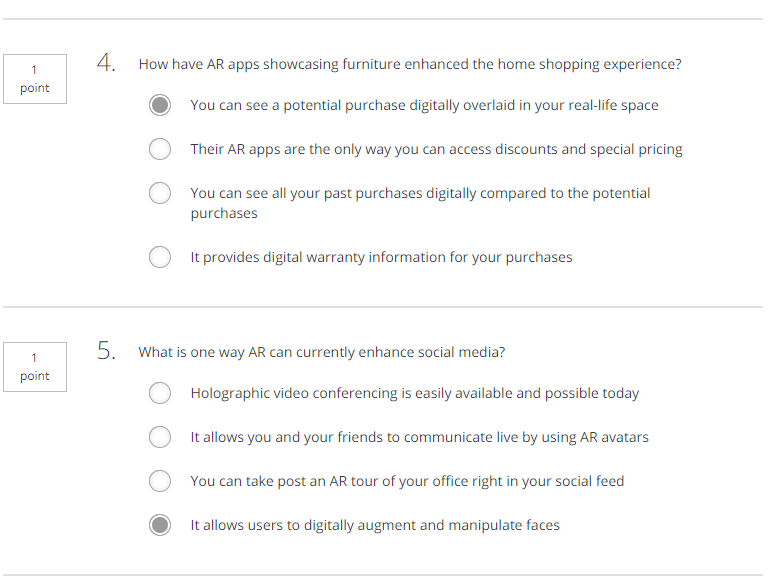 1
point
4.
How have AR apps showcasing furniture enhanced the home shopping experience?
You can see a potential purchase digitally overlaid in your real-life space
Their AR apps are the only way you can access discounts and special pricing
You can see all your past purchases digitally compared to the potential
purchases
It provides digital warranty information for your purchases
1
point
5.
What is one way AR can currently enhance social media?
Holographic video conferencing is easily available and possible today
It allows you and your friends to communicate live by using AR avatars
You can take post an AR tour of your office right in your social feed
It allows users to digitally augment and manipulate faces